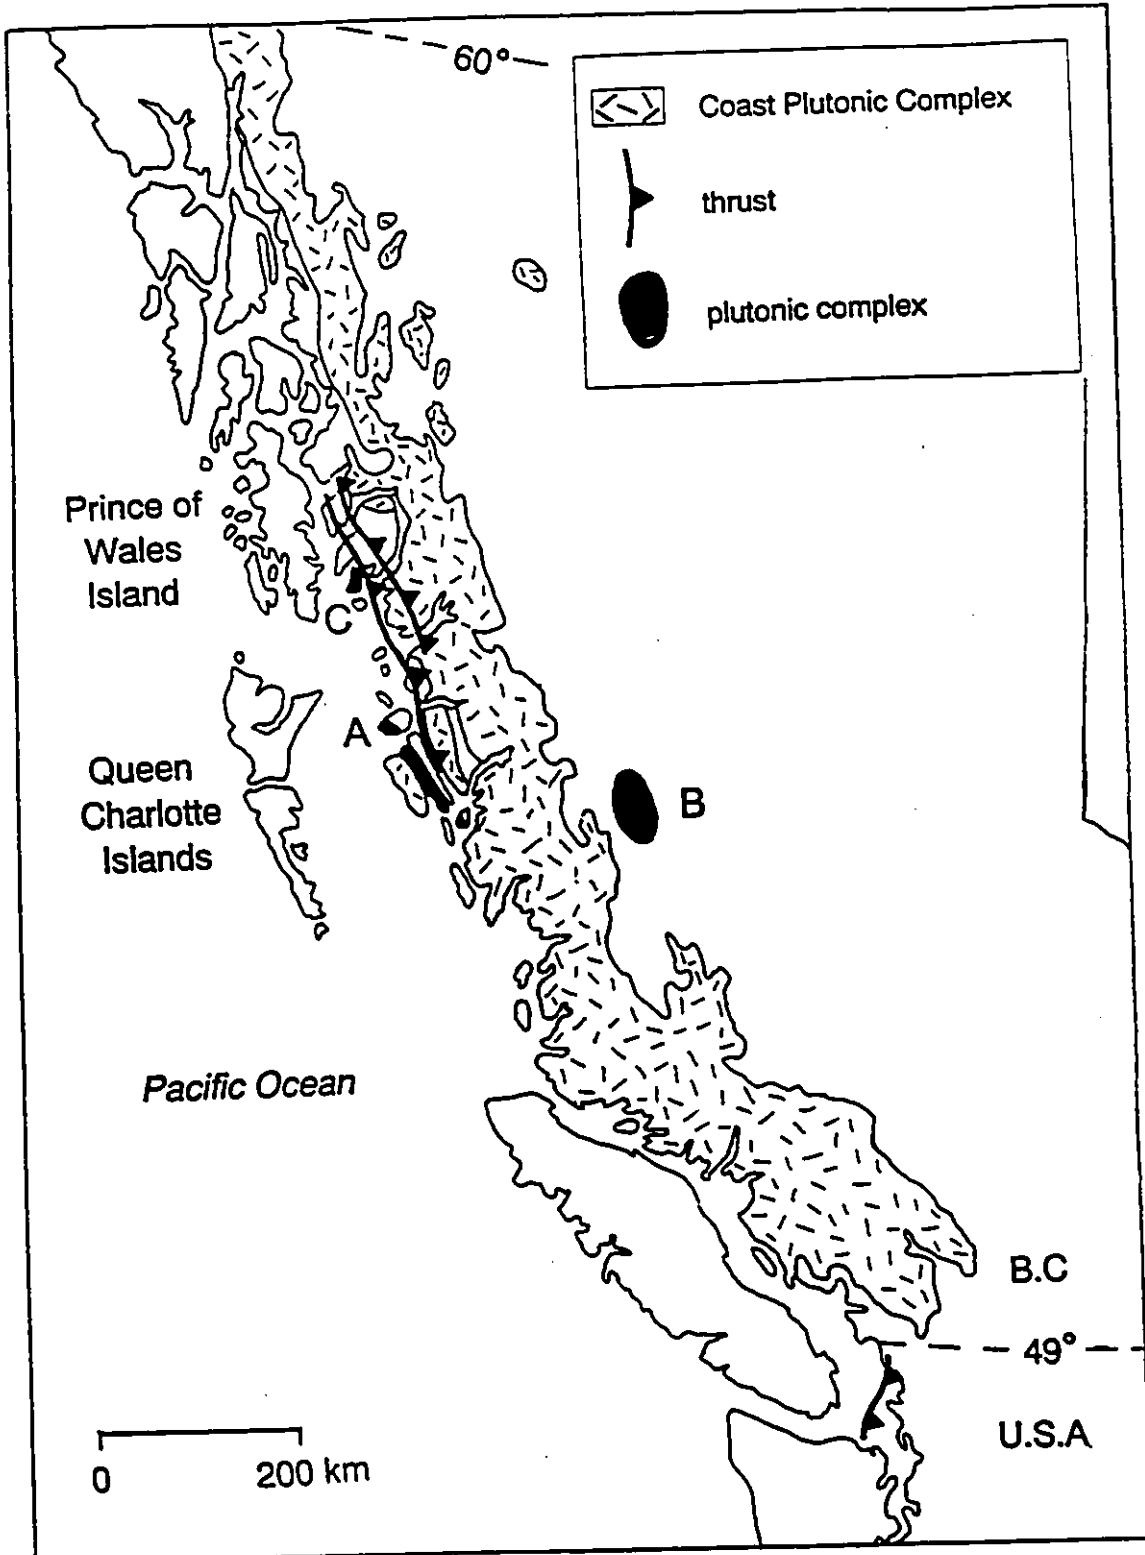 60°
Coast Plutonic Complex
thrust
plutonic complex
Prince of
Wales
Island
C
A
Queen
Charlotte
Islands
B
Pacific Ocean
B.C
49°
U.S.A
0
200 km